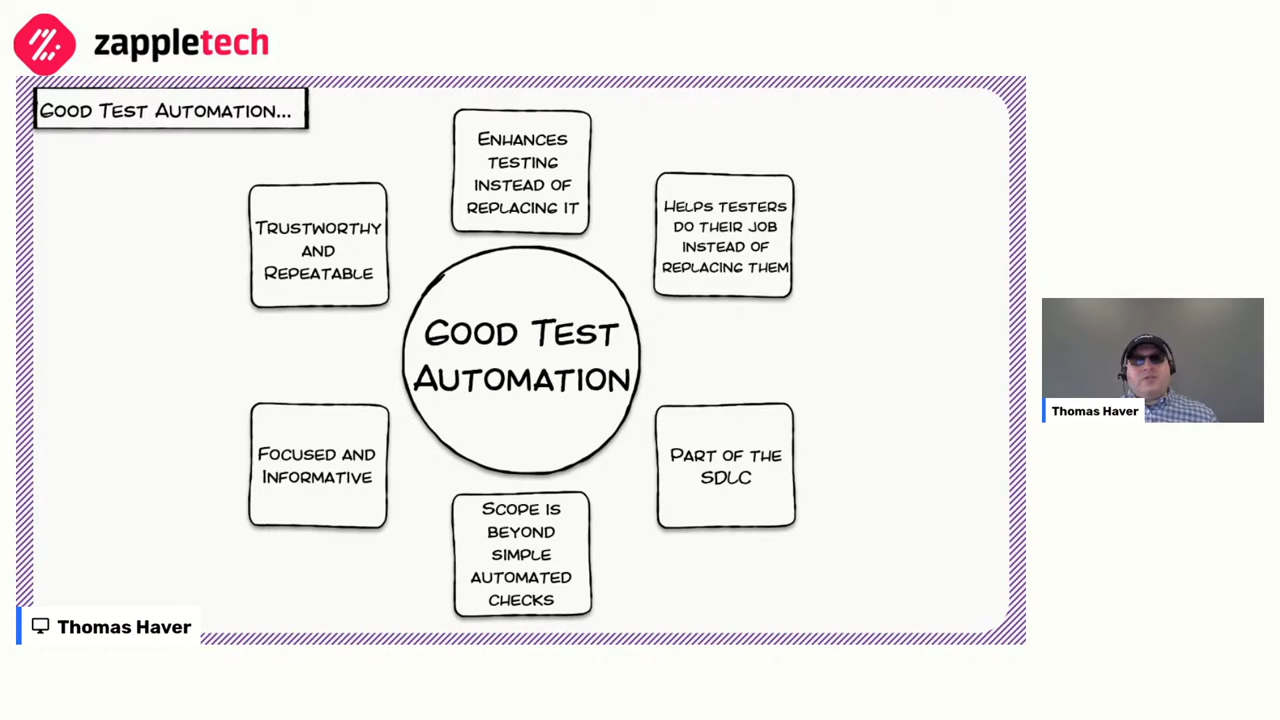 zappletech
Good Test Automation...
Enhances
testing
instead of
replacing it
Helps testers
do their job
instead of
replacing them
Trustworthy
and
Repeatable
Good Test
Automation
Focused and
Informative
Part of the
SDLC
Scope is
beyond
simple
automated
checks
Thomas Haver
Thomas Haver